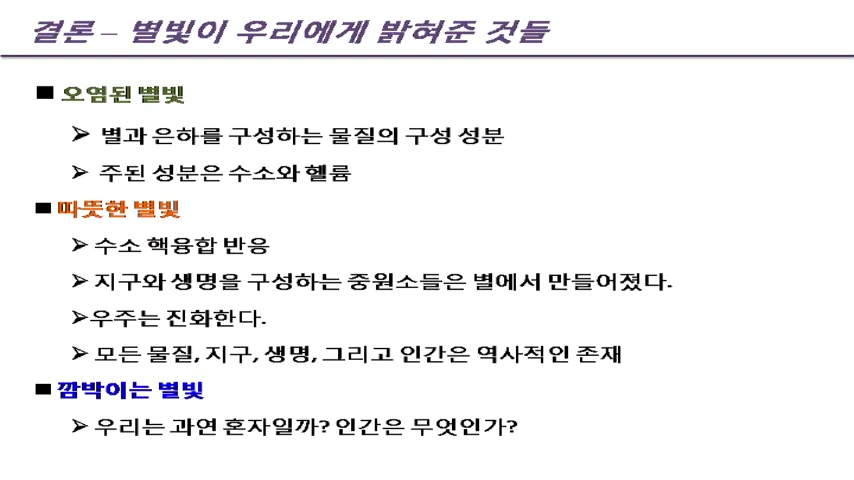 결론 – 별빛이 우리에게 밝혀준 것들
■ 오염된 별빛
➢ 별과 은하를 구성하는 물질의 구성 성분
➢ 주된 성분은 수소와 헬륨
■ 따뜻한 별빛
➢ 수소 핵융합 반응
➢ 지구와 생명을 구성하는 중원소들은 별에서 만들어졌다.
➢우주는 진화한다.
➢ 모든 물질, 지구, 생명, 그리고 인간은 역사적인 존재
■ 깜박이는 별빛
➢ 우리는 과연 혼자일까? 인간은 무엇인가?